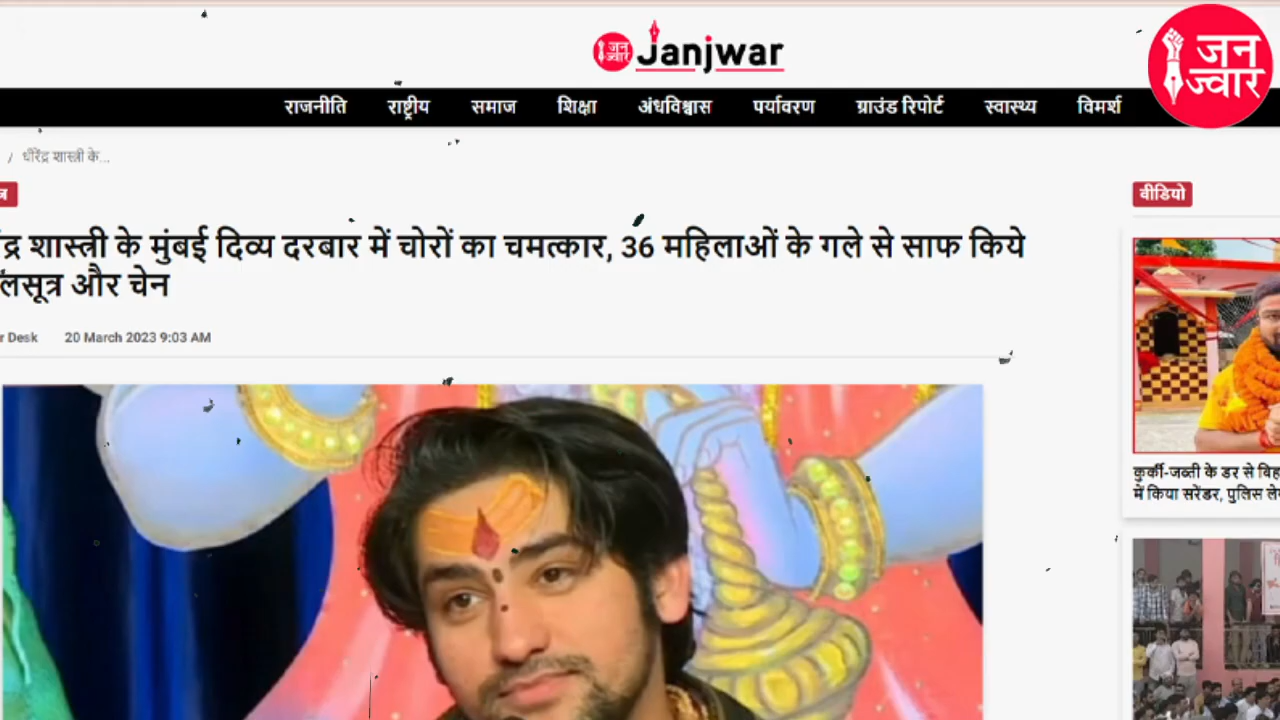 जन
ज्वार
Janjwar
जन
ज्वार
राजनीति राष्ट्रीय समाज शिक्षा अंधविश्वास पर्यावरण ग्राउंड रिपोर्ट स्वास्थ्य विमर्श
/ धीरेंद्र शास्त्री के...
वीडियो
शास्त्री के मुंबई दिव्य दरबार में चोरों का चमत्कार, 36 महिलाओं के गले से साफ किये
और चेन
Desk 20 March 2023 9:03 AM
कुर्की-जब्ती के डर से
में किया सरेंडर, पुलिस